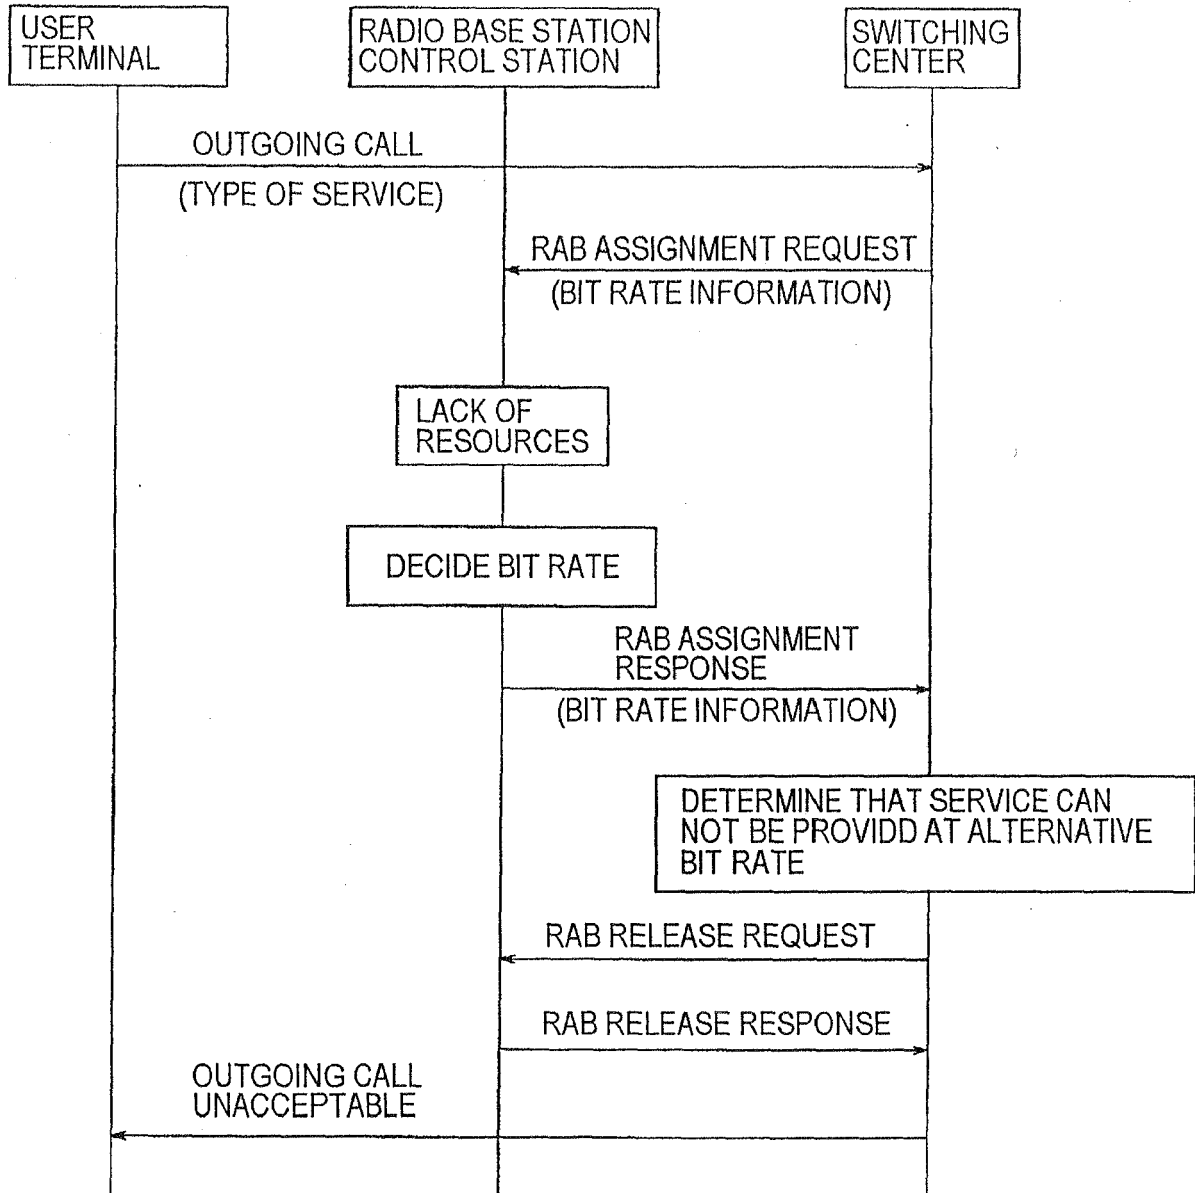 USER
TERMINAL
RADIO BASE STATION
CONTROL STATION
SWITCHING
CENTER
OUTGOING CALL
(TYPE OF SERVICE)
RAB ASSIGNMENT REQUEST
(BIT RATE INFORMATION)
LACK OF
RESOURCES
DECIDE BIT RATE
RAB ASSIGNMENT
RESPONSE
(BIT RATE INFORMATION)
DETERMINE THAT SERVICE CAN
NOT BE PROVIDD AT ALTERNATIVE
BIT RATE
RAB RELEASE REQUEST
RAB RELEASE RESPONSE
OUTGOING CALL
UNACCEPTABLE